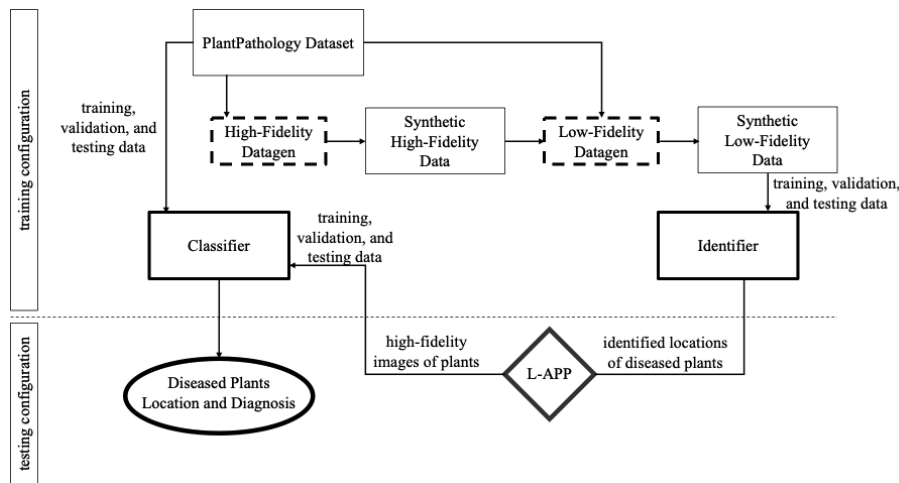 training configuration
PlantPathology Dataset
training,
validation, and
testing data
High-Fidelity
Datagen
Synthetic
High-Fidelity
Data
Low-Fidelity
Datagen
Synthetic
Low-Fidelity
Data
training, validation,
and testing data
Classifier
training,
validation, and
testing data
Identifier
testing configuration
high-fidelity
images of plants
L-APP
identified locations
of diseased plants
Diseased Plants
Location and Diagnosis